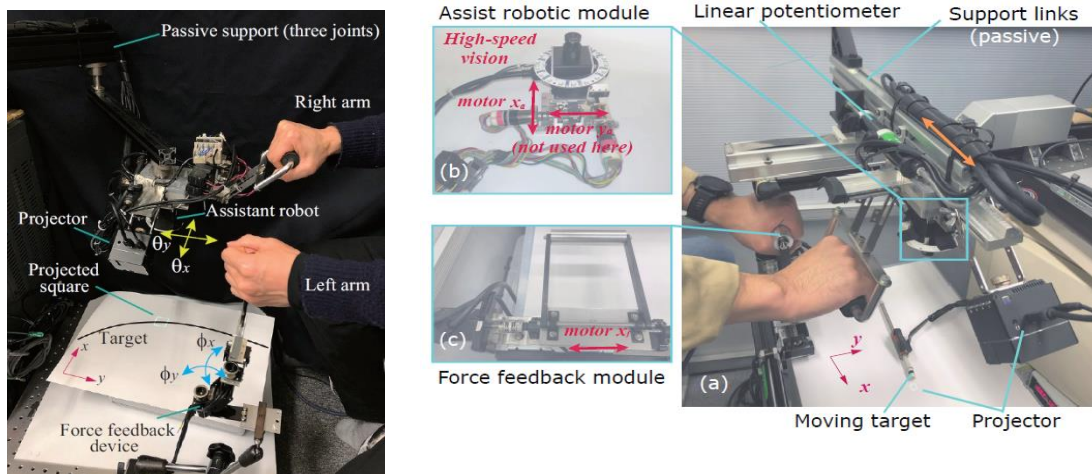 Passive support (three joints)
Right arm
Projector
Assistant robot
θy
θx
Projected
square
Left arm
Target
x
y
ϕx
ϕy
Force feedback
device
Assist robotic module
Linear potentiometer
Support links
(passive)
High-speed
vision
motor xa
motor ya
(not used here)
(b)
(c)
motor xf
Force feedback module
y
x
(a)
Moving target
Projector